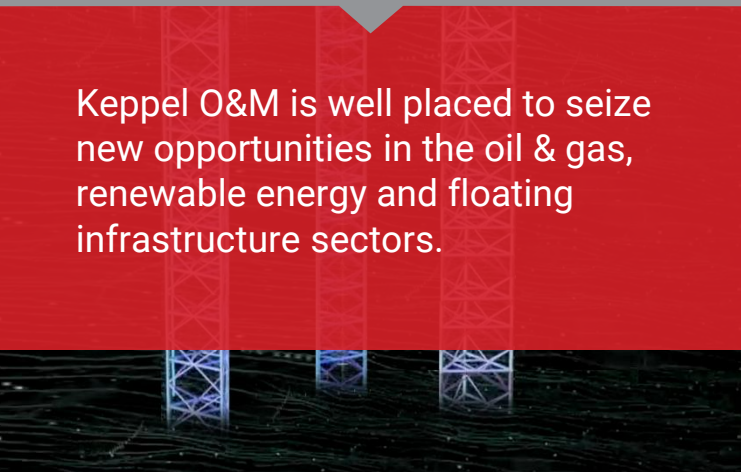 Keppel O&M is well placed to seize
new opportunities in the oil & gas,
renewable energy and floating
infrastructure sectors.